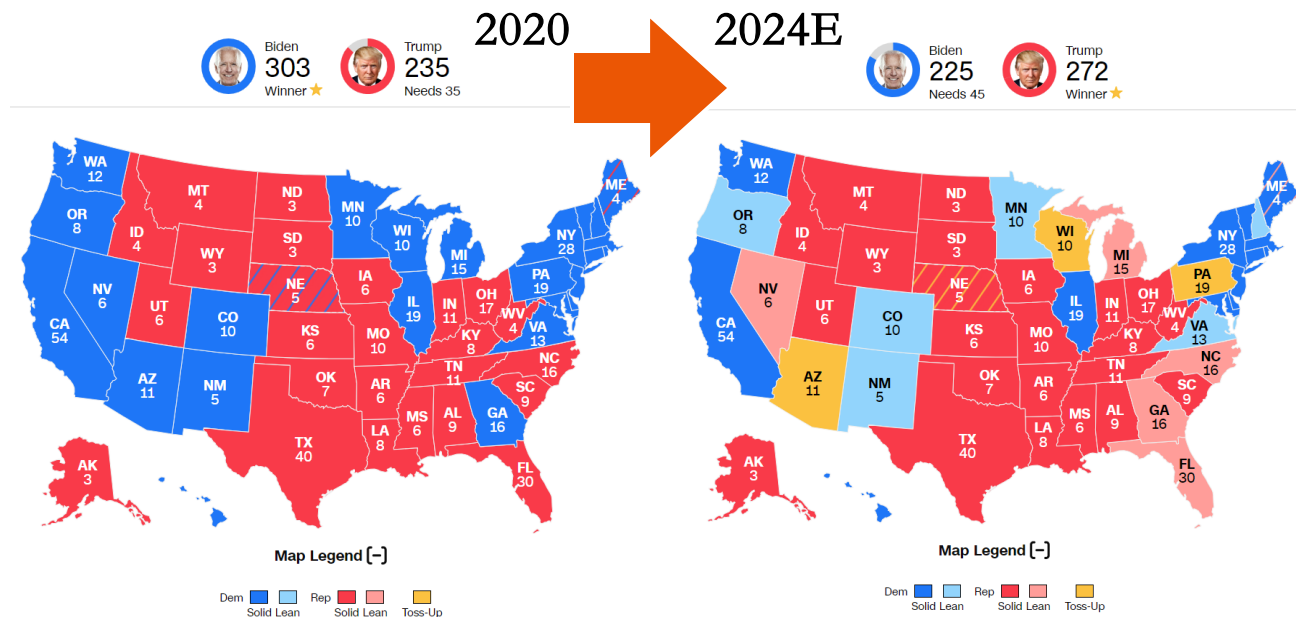 2020
2024E
Biden
303
Winner
Trump
235
Needs 35
Biden
225
Needs 45
Trump
272
Winner
WA
12
OR
8
CA
54
NV
6
ID
4
MT
4
WY
3
UT
6
AZ
11
CO
10
NM
5
ND
3
SD
3
NE
5
KS
6
OK
7
TX
40
MN
10
IA
6
MO
10
AR
6
LA
8
WI
10
IL
19
MI
15
IN
11
OH
17
KY
8
TN
11
MS
6
AL
9
GA
16
FL
30
SC
9
NC
16
VA
13
WV
4
PA
19
NY
28
ME
4
AK
3
Map Legend [–]
Dem
Rep
Solid Lean
Solid Lean
Toss-Up
WA
12
OR
8
CA
54
NV
6
ID
4
MT
4
WY
3
UT
6
AZ
11
CO
10
NM
5
ND
3
SD
3
NE
5
KS
6
OK
7
TX
40
MN
10
IA
6
MO
10
AR
6
LA
8
WI
10
IL
19
MI
15
IN
11
OH
17
KY
8
TN
11
MS
6
AL
9
GA
16
FL
30
SC
9
NC
16
VA
13
WV
4
PA
19
NY
28
ME
4
AK
3
Map Legend [–]
Dem
Rep
Solid Lean
Solid Lean
Toss-Up